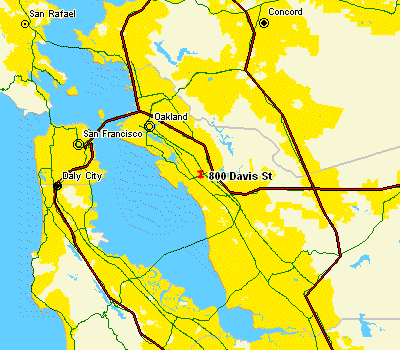 San Rafael
Concord
Oakland
San Francisco
Daly City
800 Davis St